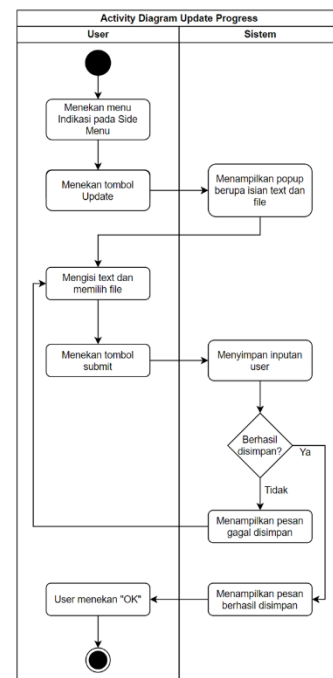 Activity Diagram Update Progress
User
Sistem
Menekan menu
Indikasi pada Side
Menu
Menekan tombol
Update
Menampilkan popup
berupa isian text dan
file
Mengisi text dan
memilih file
Menekan tombol
submit
Menyimpan inputan
user
Berhasil
disimpan?
Ya
Tidak
Menampilkan pesan
gagal disimpan
User menekan "OK"
Menampilkan pesan
berhasil disimpan